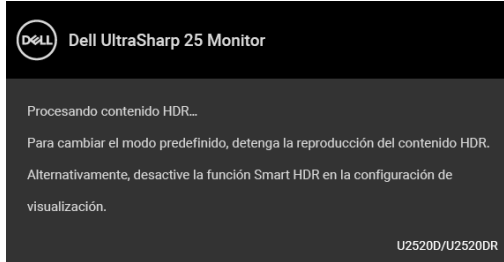 DELL
Dell UltraSharp 25 Monitor
Procesando contenido HDR...
Para cambiar el modo predefinido, detenga la reproducción del contenido HDR.
Alternativamente, desactive la función Smart HDR en la configuración de
visualización.
U2520D/U2520DR